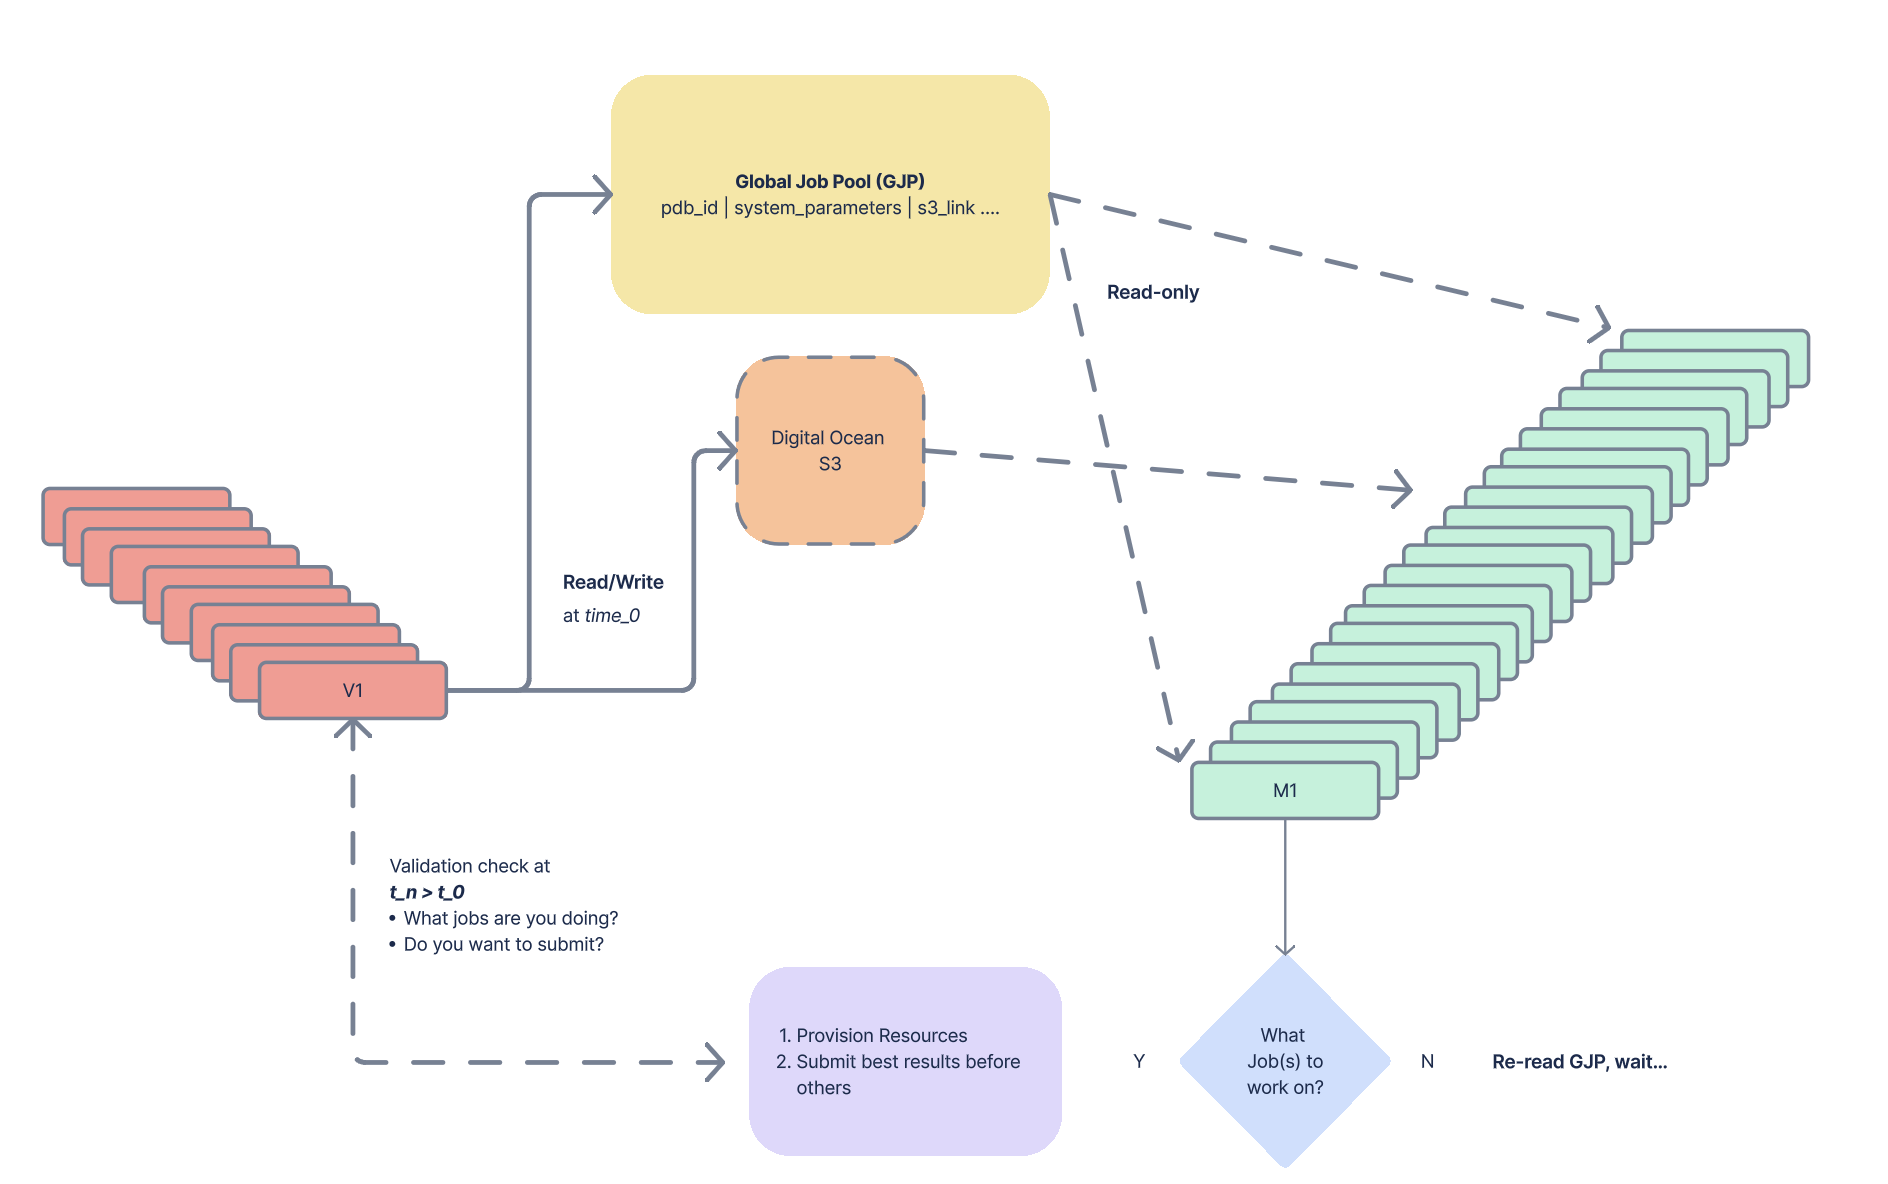 Global Job Pool (GJP)
pdb_id | system_parameters | s3_link ....
Read-only
Digital Ocean
S3
Read/Write
at time_0
V1
M1
Validation check at
t_n > t_0
• What jobs are you doing?
• Do you want to submit?
1. Provision Resources
2. Submit best results before
others
Y
What
Job(s) to
work on?
N
Re-read GJP, wait...